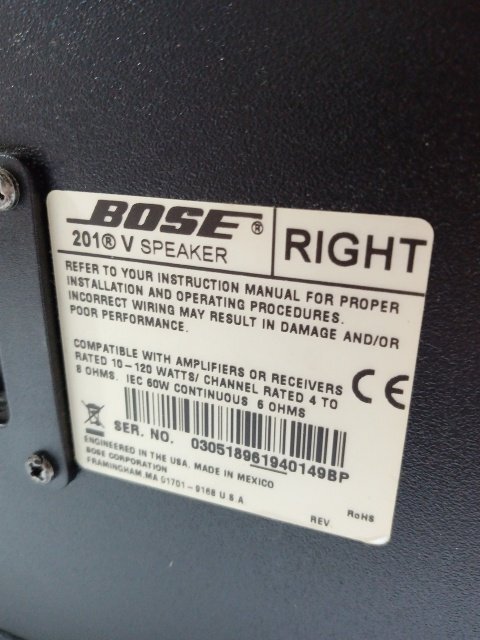 BOSE®
201® V SPEAKER
RIGHT
REFER TO YOUR INSTRUCTION MANUAL FOR PROPER
INSTALLATION AND OPERATING PROCEDURES.
INCORRECT WIRING MAY RESULT IN DAMAGE AND/OR
POOR PERFORMANCE.
COMPATIBLE WITH AMPLIFIERS OR RECEIVERS
RATED 10-120 WATTS/ CHANNEL RATED 4 TO
8 OHMS. IEC 60W CONTINUOUS 6 OHMS
CE
SER. NO. 030518961940149BP
ENGINEERED IN THE USA. MADE IN MEXICO
BOSE CORPORATION
FRAMINGHAM, MA 01701-9168 U.S.A
REV.
RoHS